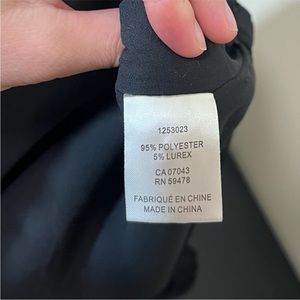 1253023
95% POLYESTER
5% LUREX
CA 07043
RN 59478
FABRIQUÉ EN CHINE
MADE IN CHINA